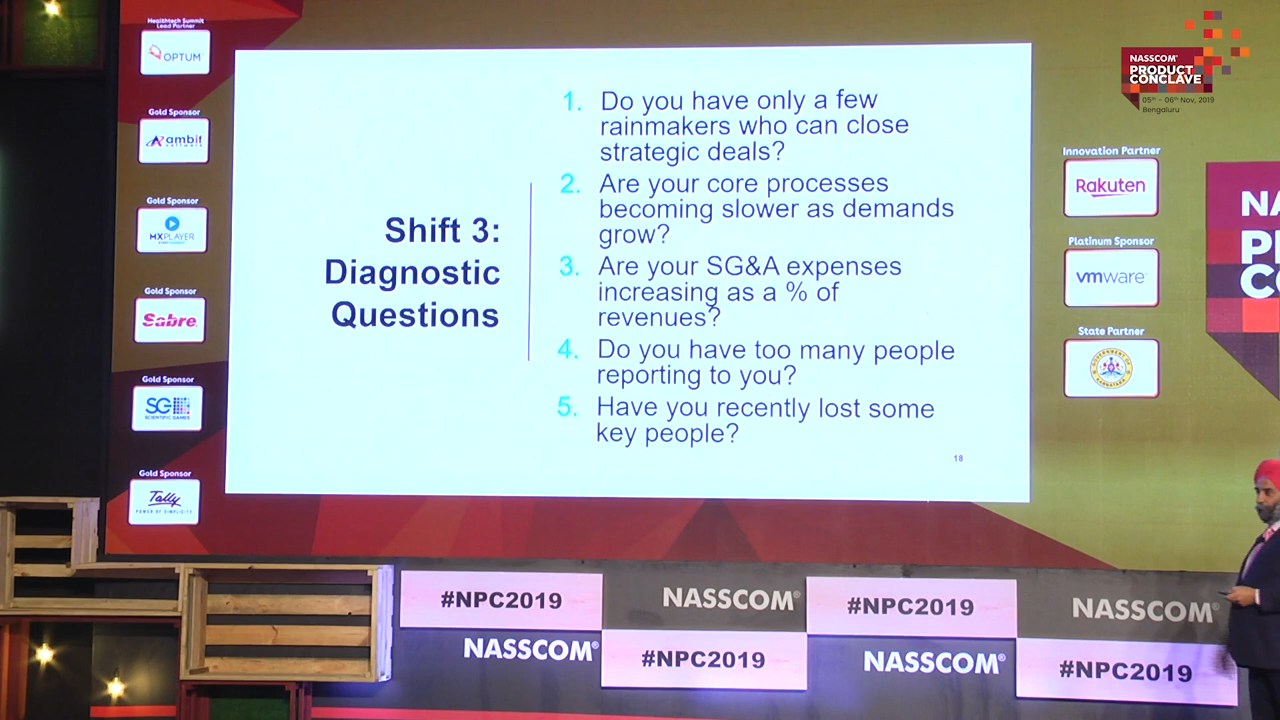 Healthtech Summit
Lead Partner
OPTUM
Gold Sponsor
ambit
Gold Sponsor
MXPLAYER
Gold Sponsor
Sabre
Gold Sponsor
SG
SCIENTIFIC GAMES
Gold Sponsor
Tally
POWER OF SIMPLICITY
Shift 3:
Diagnostic
Questions
1. Do you have only a few
rainmakers who can close
strategic deals?
2. Are your core processes
becoming slower as demands
grow?
3. Are your SG&A expenses
increasing as a % of
revenues?
4. Do you have too many people
reporting to you?
5. Have you recently lost some
key people?
18
NASSCOM®
PRODUCT
CONCLAVE
05th - 06th Nov, 2019
Bengaluru
Innovation Partner
Rakuten
Platinum Sponsor
vmware
State Partner
GOVERNMENT OF
KARNATAKA
NA
P
C
#NPC2019
NASSCOM®
#NPC2019
NASSCOM®
NASSCOM®
#NPC2019
NASSCOM®
#NPC2019